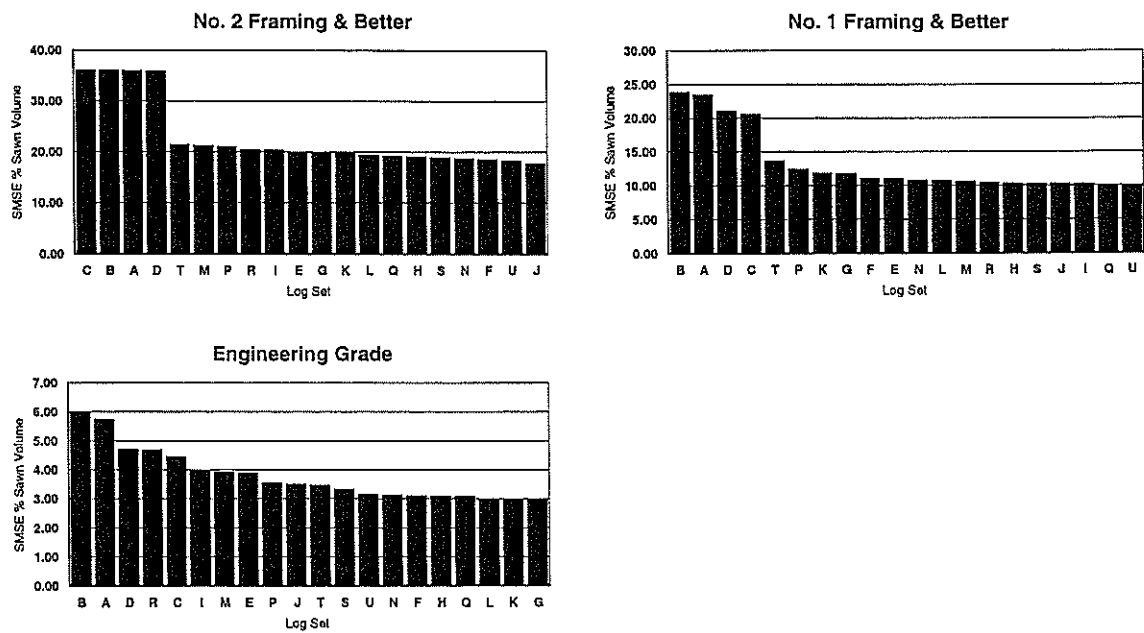 No. 2 Framing & Better
SMSE % Sawn Volume
40.00
30.00
20.00
10.00
0.00
C B A D T M P R I E G K L Q H S N F U J
Log Set
No. 1 Framing & Better
SMSE % Sawn Volume
30.00
25.00
20.00
15.00
10.00
5.00
0.00
B A D C T P K G F E N L M R H S J I Q U
Log Set
Engineering Grade
SMSE % Sawn Volume
7.00
6.00
5.00
4.00
3.00
2.00
1.00
0.00
B A D R C I M E P J T S U N F H Q L K G
Log Set